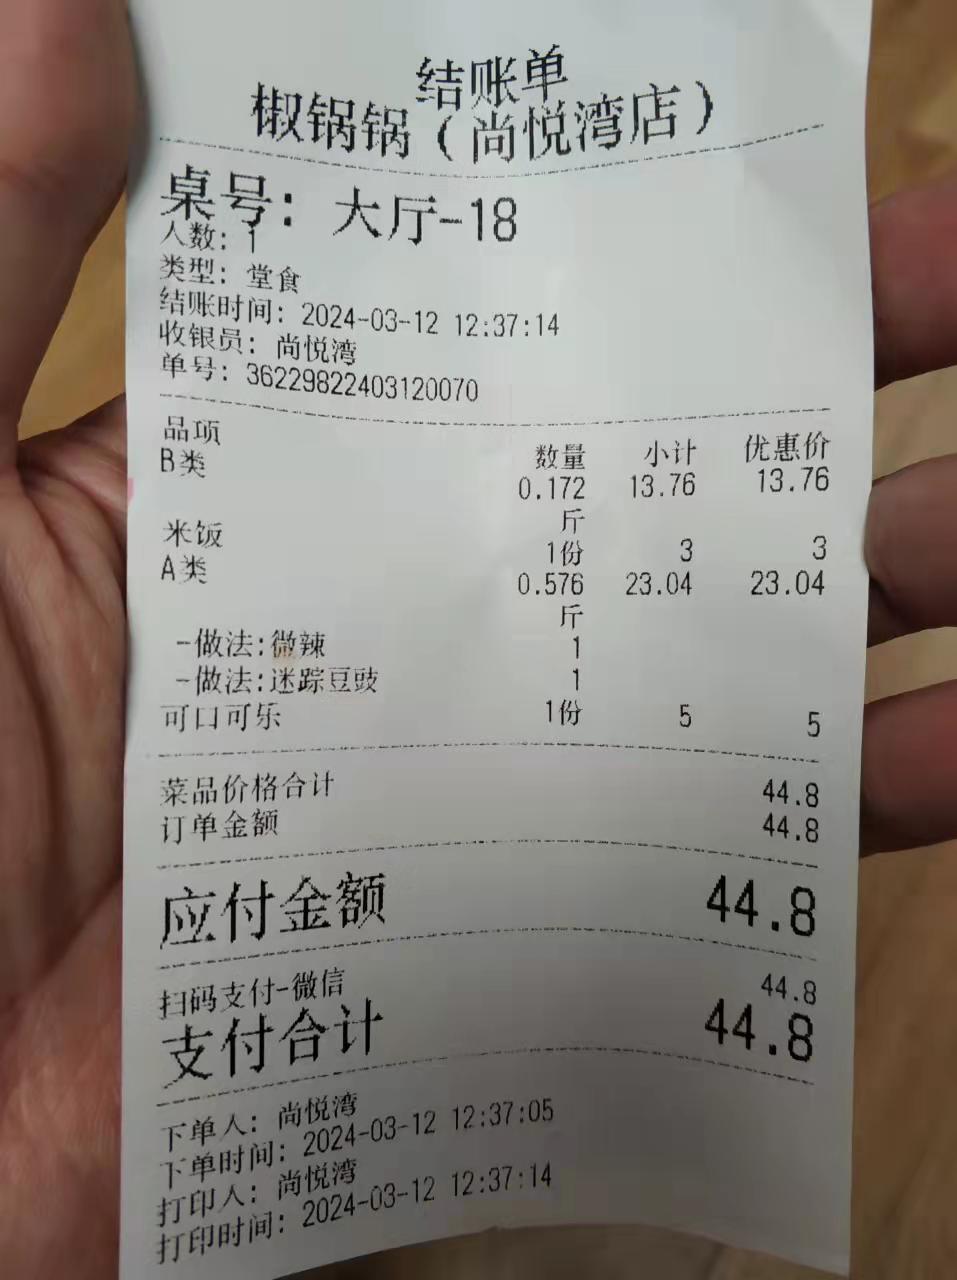 结账单
椒锅锅（尚悦湾店）
桌号：大厅-18
人数：1
类型：堂食
结账时间：2024-03-12 12:37:14
收银员：尚悦湾
单号：36229822403120070
品项 数量 小计 优惠价
B类 0.172斤 13.76 13.76
米饭 1份 3 3
A类 0.576斤 23.04 23.04
-做法:微辣 1
-做法:迷踪豆豉 1
可口可乐 1份 5 5
菜品价格合计 44.8
订单金额 44.8
应付金额 44.8
扫码支付-微信 44.8
支付合计 44.8
下单人：尚悦湾
下单时间：2024-03-12 12:37:05
打印人：尚悦湾
打印时间：2024-03-12 12:37:14